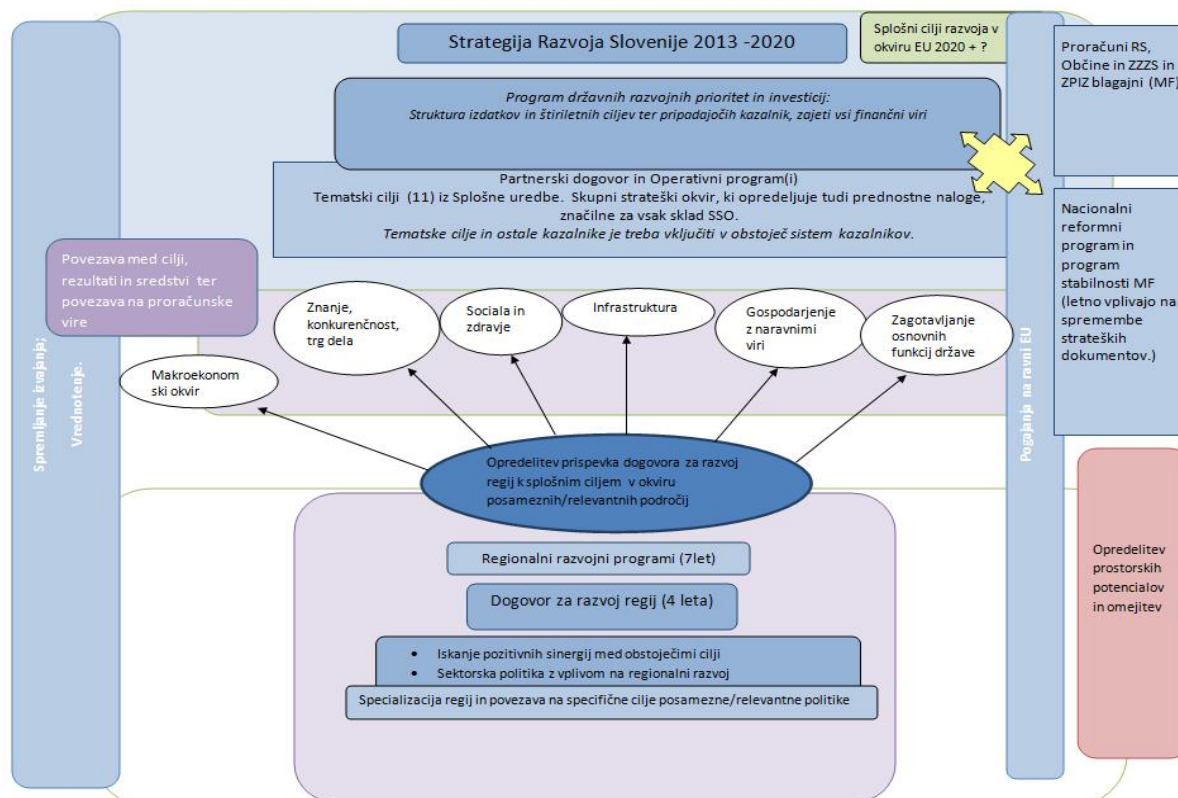 Strategija Razvoja Slovenije 2013 -2020
Splošni cilji razvoja v
okviru EU 2020 + ?
Proračuni RS,
Občine in ZZZS in
ZPIZ blagajni (MF)
Program državnih razvojnih prioritet in investicij:
Struktura izdatkov in štiriletnih ciljev ter pripadajočih kazalnik, zajeti vsi finančni viri
Partnerski dogovor in Operativni program(i)
Tematski cilji (11) iz Splošne uredbe. Skupni strateški okvir, ki opredeljuje tudi prednostne naloge,
značilne za vsak sklad SSO.
Tematske cilje in ostale kazalnike je treba vključiti v obstoječ sistem kazalnikov.
Nacionalni
reformni
program in
program
stabilnosti MF
(letno vplivajo na
spremembe
strateških
dokumentov.)
Povezava med cilji,
rezultati in sredstvi ter
povezava na proračunske
vire
Spremljanje izvajanja;
Vrednotenje.
Makroekonom
ski okvir
Znanje,
konkurenčnost,
trg dela
Sociala in
zdravje
Infrastruktura
Gospodarjenje
z naravnimi
viri
Zagotavljanje
osnovnih
funkcij države
Pogajanja na ravni EU
Opredelitev prispevka dogovora za razvoj
regij k splošnim ciljem v okviru
posameznih/relevantnih področij
Regionalni razvojni programi (7let)
Dogovor za razvoj regij (4 leta)
• Iskanje pozitivnih sinergij med obstoječimi cilji
• Sektorska politika z vplivom na regionalni razvoj
Specializacija regij in povezava na specifične cilje posamezne/relevantne politike
Opredelitev
prostorskih
potencialov
in omejitev